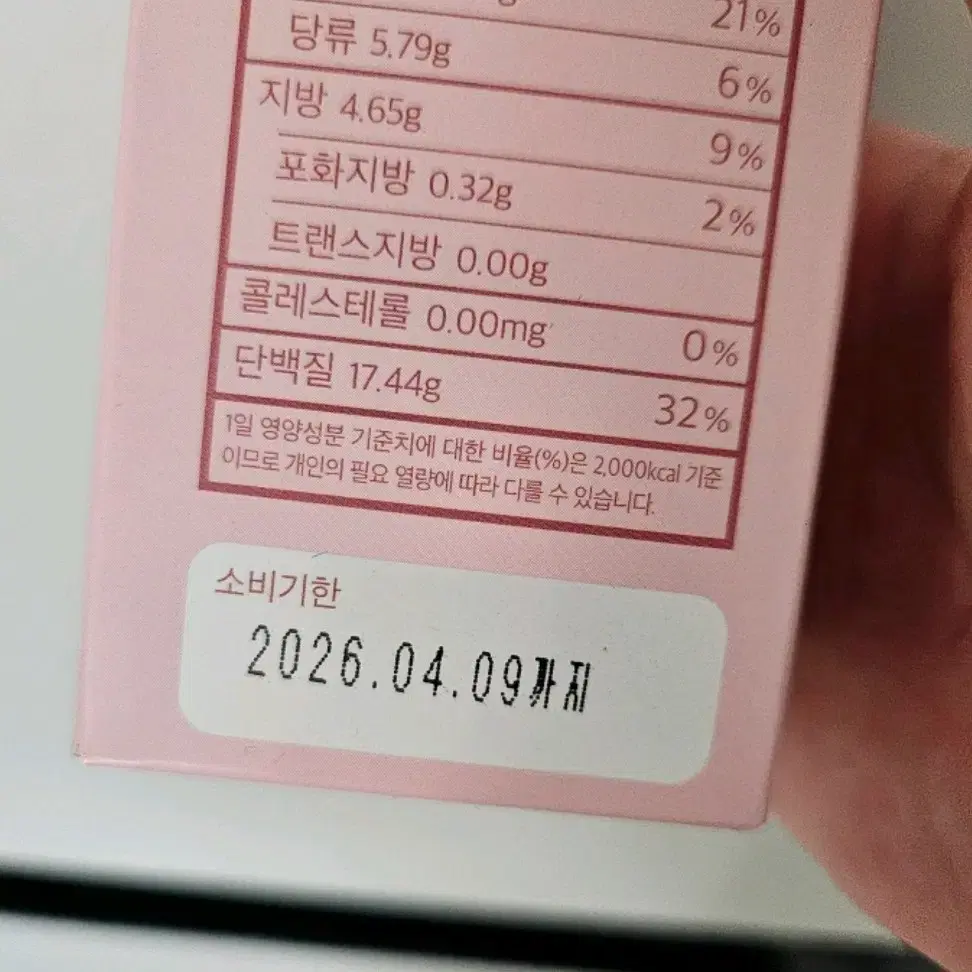 21%
당류 5.79g 6%
지방 4.65g 9%
포화지방 0.32g 2%
트랜스지방 0.00g
콜레스테롤 0.00mg 0%
단백질 17.44g 32%
1일 영양성분 기준치에 대한 비율(%)은 2,000kcal 기준
이므로 개인의 필요 열량에 따라 다를 수 있습니다.
소비기한
2026.04.09까지